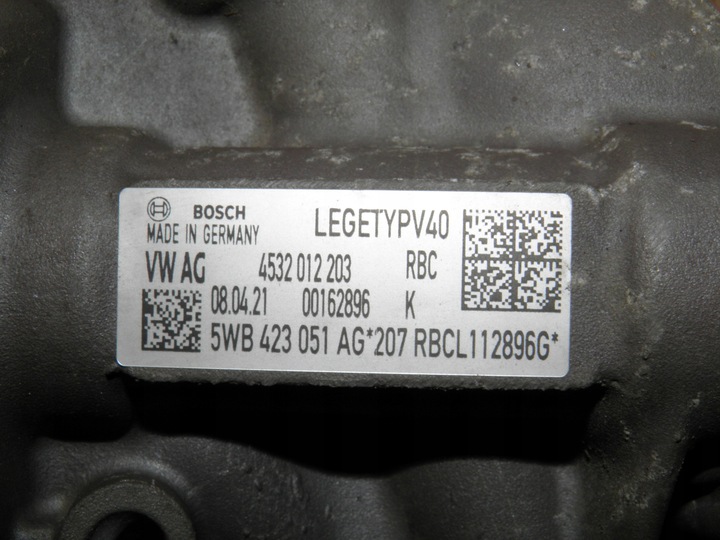 BOSCH LEGETYPV40
MADE IN GERMANY
VW AG 4532 012 203 RBC
08.04.21 00162896 K
5WB 423 051 AG*207 RBCL112896G*